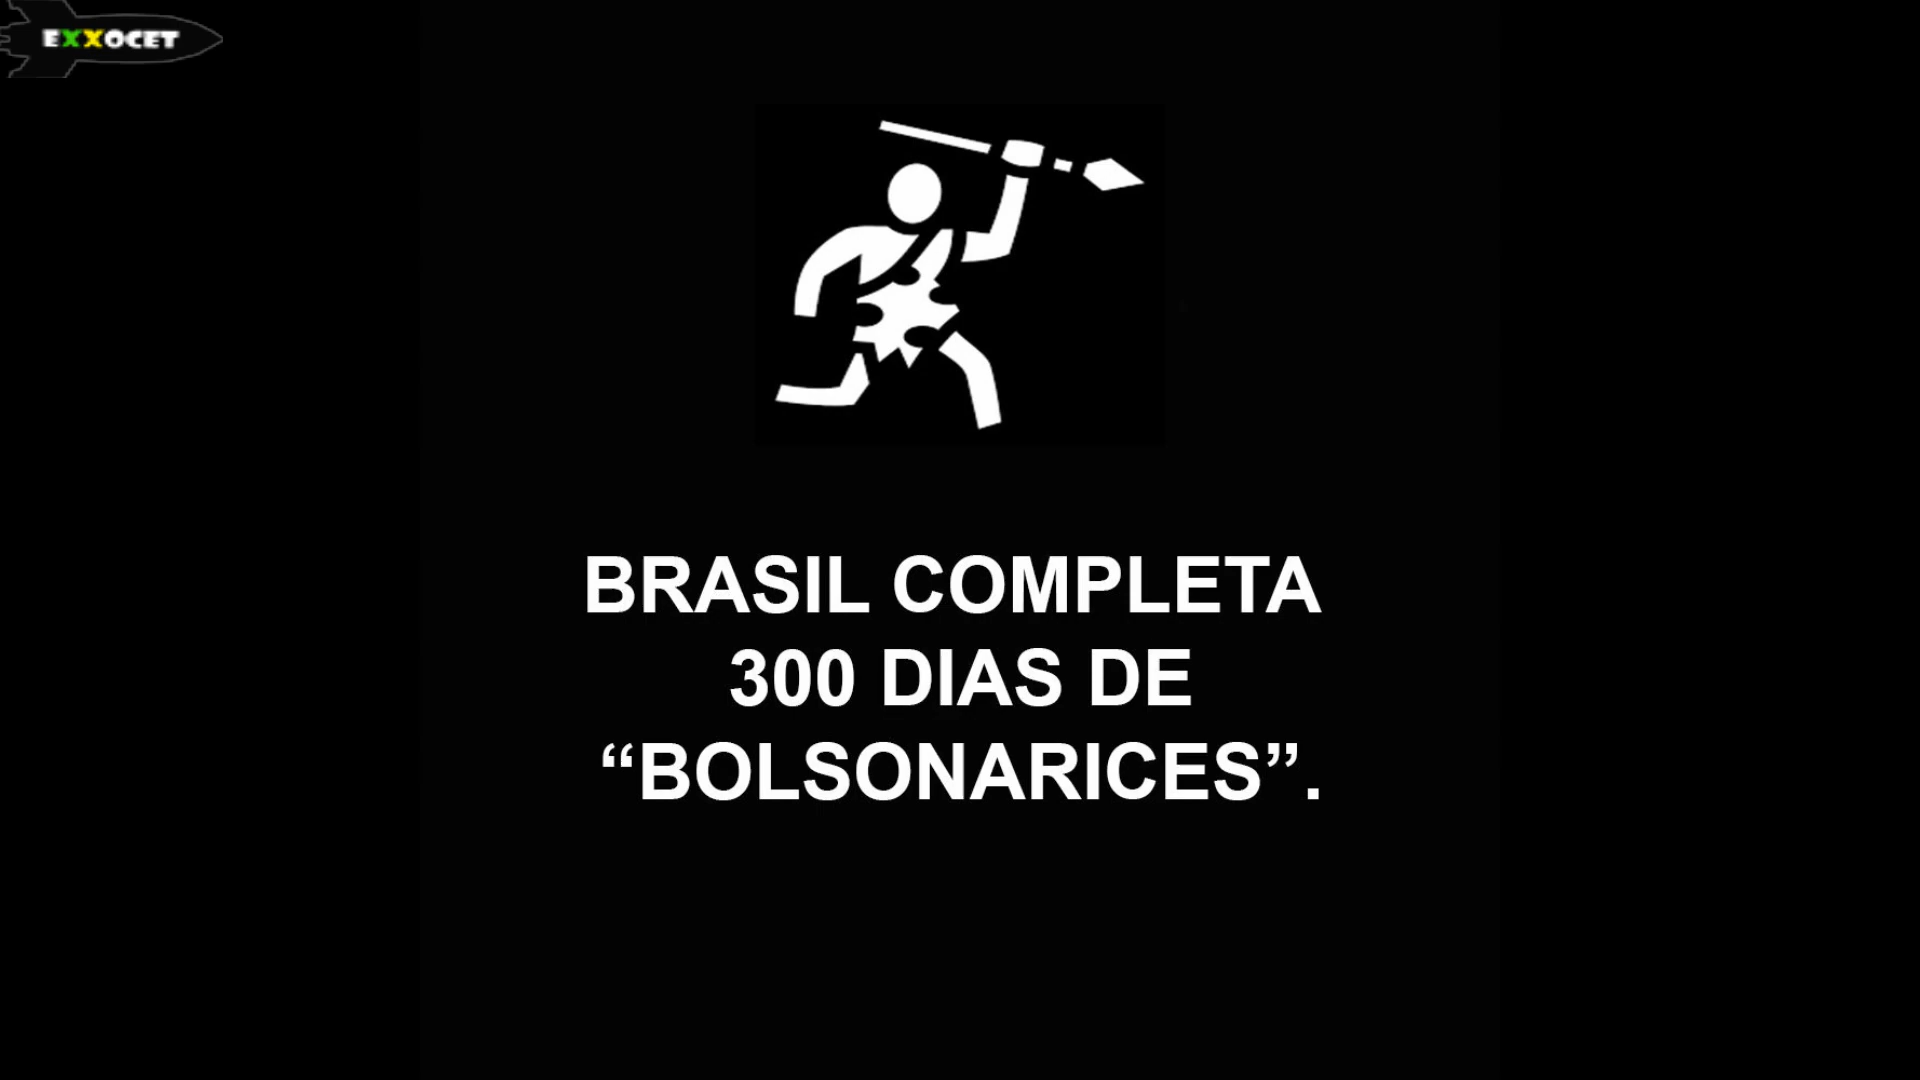 EXXOCET
BRASIL COMPLETA
300 DIAS DE
“BOLSONARICES”.